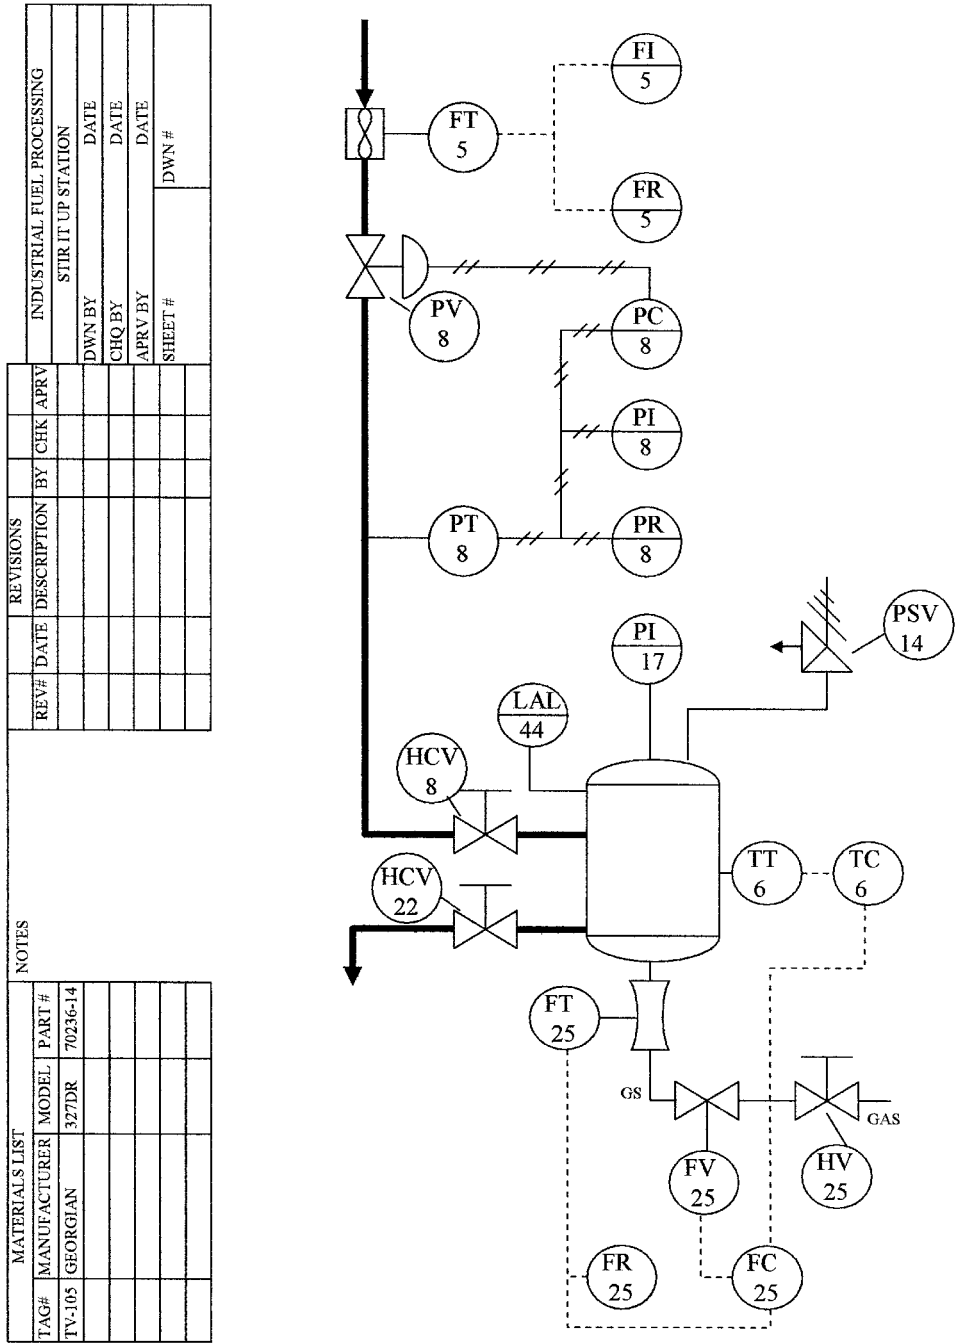 INDUSTRIAL FUEL PROCESSING
STIR IT UP STATION
DWN BY DATE
CHQ BY DATE
APRV BY DATE
SHEET # DWN #
REVISIONS
REV# DATE DESCRIPTION BY CHK APRV
NOTES
MATERIALS LIST
TAG# MANUFACTURER MODEL PART #
TV-105 GEORGIAN 327DR 70236-14
FI
5
FT
5
FR
5
PV
8
PC
8
PI
8
PT
8
PR
8
PI
17
PSV
14
LAL
44
HCV
8
HCV
22
TT
6
TC
6
FT
25
GS
GAS
FV
25
HV
25
FR
25
FC
25